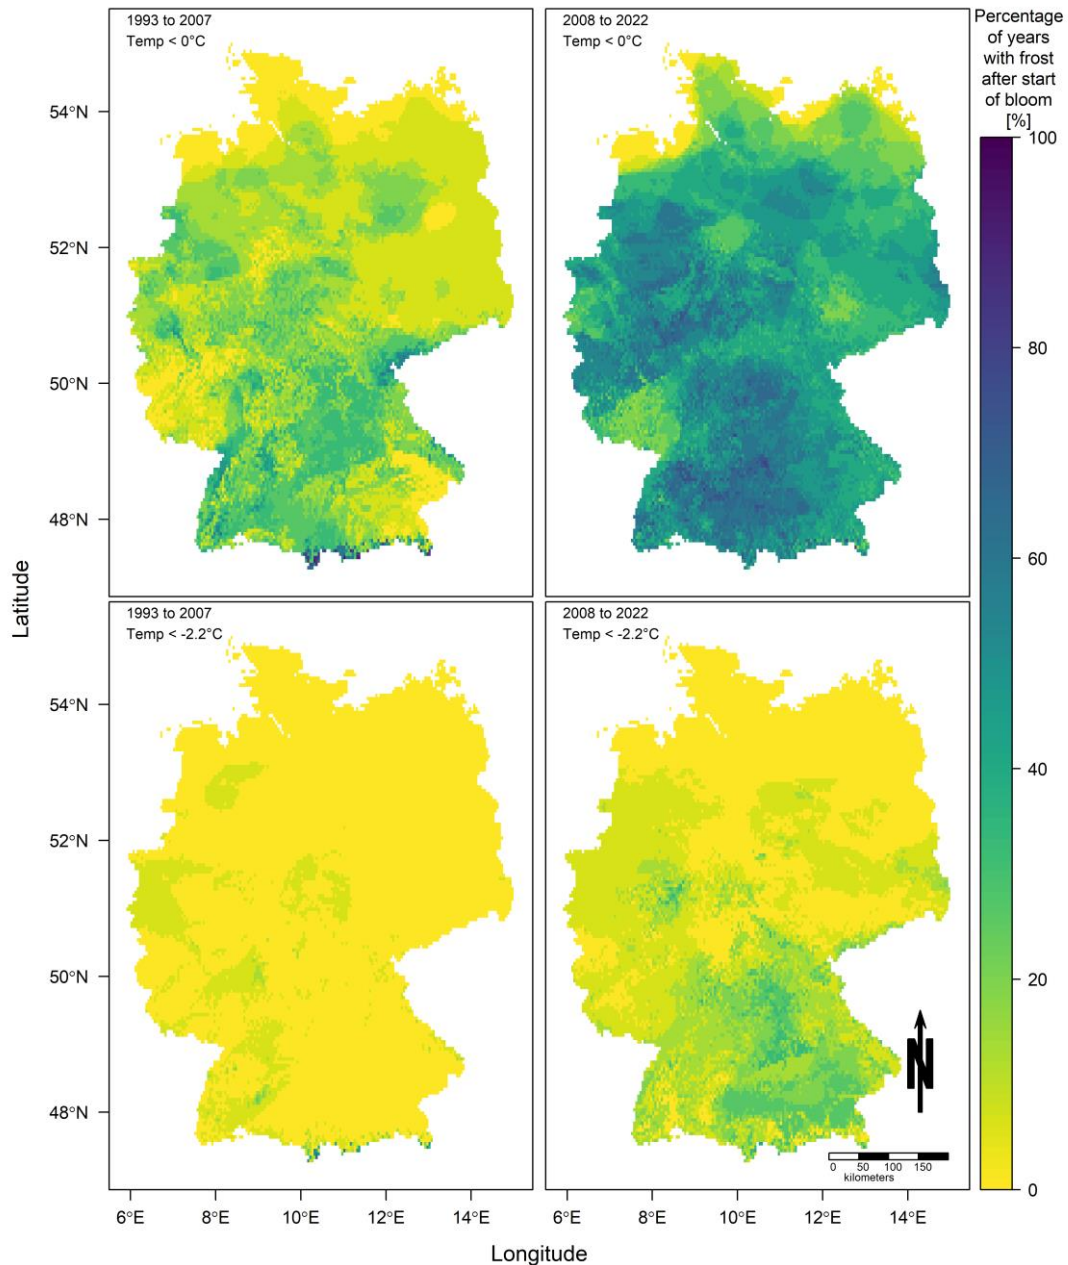 1993 to 2007
Temp < 0°C
2008 to 2022
Temp < 0°C
Percentage
of years
with frost
after start
of bloom
[%]
100
80
60
40
20
0
54°N
52°N
50°N
48°N
Latitude
1993 to 2007
Temp < -2.2°C
2008 to 2022
Temp < -2.2°C
54°N
52°N
50°N
48°N
N
0 50 100 150
kilometers
6°E 8°E 10°E 12°E 14°E
6°E 8°E 10°E 12°E 14°E
Longitude